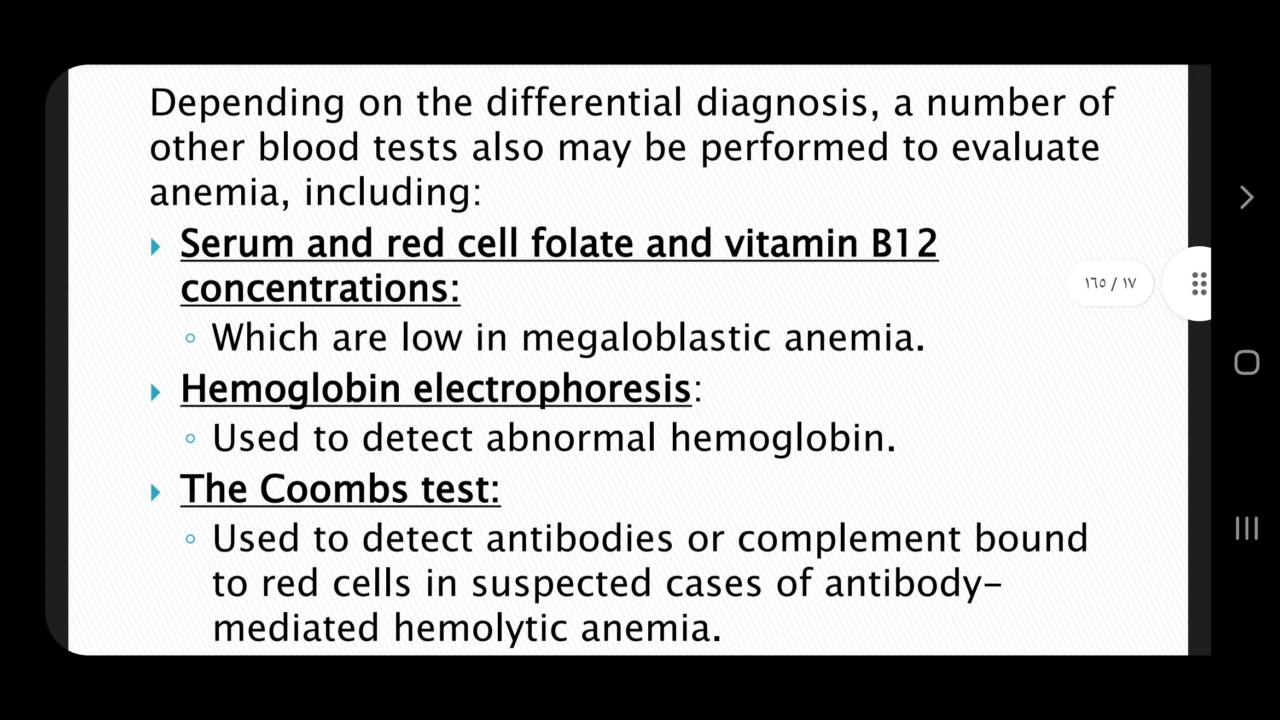 Depending on the differential diagnosis, a number of
other blood tests also may be performed to evaluate
anemia, including:
Serum and red cell folate and vitamin B12
concentrations:
Which are low in megaloblastic anemia.
Hemoglobin electrophoresis:
Used to detect abnormal hemoglobin.
The Coombs test:
Used to detect antibodies or complement bound
to red cells in suspected cases of antibody-
mediated hemolytic anemia.
١٦٥ / ١٧